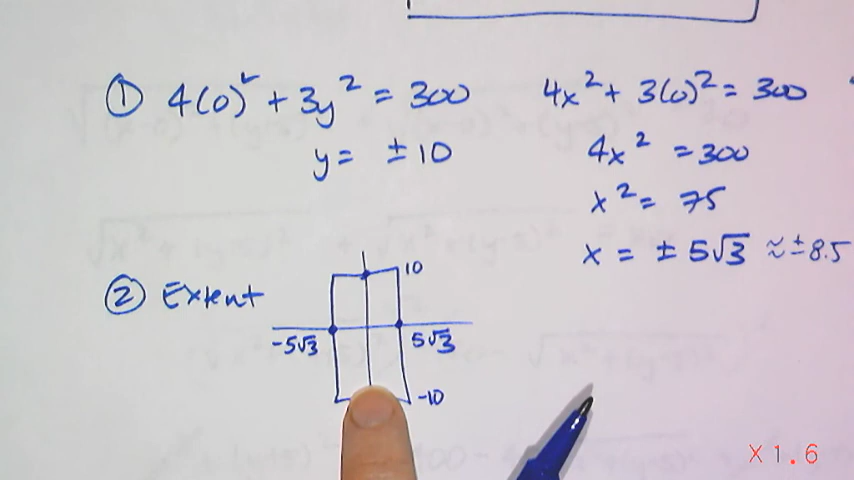 ① 4(0)² + 3y² = 300
y = ±10
4x² + 3(0)² = 300
4x² = 300
x² = 75
x = ± 5√3 ≈ ±8.5
② Extent
10
-5√3
5√3
-10
X1.6